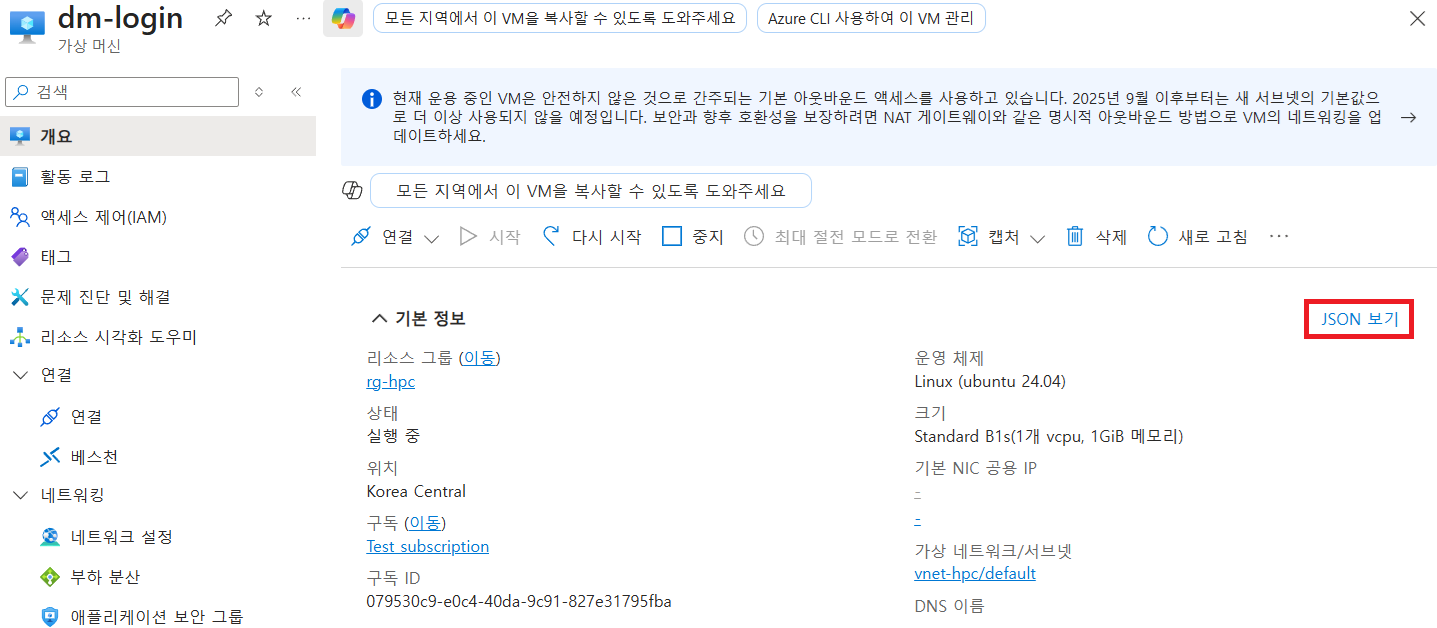 dm-login
가상 머신
모든 지역에서 이 VM을 복사할 수 있도록 도와주세요
Azure CLI 사용하여 이 VM 관리
검색
개요
활동 로그
액세스 제어(IAM)
태그
문제 진단 및 해결
리소스 시각화 도우미
연결
연결
베스천
네트워킹
네트워크 설정
부하 분산
애플리케이션 보안 그룹
현재 운용 중인 VM은 안전하지 않은 것으로 간주되는 기본 아웃바운드 액세스를 사용하고 있습니다. 2025년 9월 이후부터는 새 서브넷의 기본값으
로 더 이상 사용되지 않을 예정입니다. 보안과 향후 호환성을 보장하려면 NAT 게이트웨이와 같은 명시적 아웃바운드 방법으로 VM의 네트워킹을 업
데이트하세요.
모든 지역에서 이 VM을 복사할 수 있도록 도와주세요
연결
시작
다시 시작
중지
최대 절전 모드로 전환
캡처
삭제
새로 고침
기본 정보
JSON 보기
리소스 그룹 (이동)
rg-hpc
상태
실행 중
위치
Korea Central
구독 (이동)
Test subscription
구독 ID
079530c9-e0c4-40da-9c91-827e31795fba
운영 체제
Linux (ubuntu 24.04)
크기
Standard B1s(1개 vcpu, 1GiB 메모리)
기본 NIC 공용 IP
-
-
가상 네트워크/서브넷
vnet-hpc/default
DNS 이름